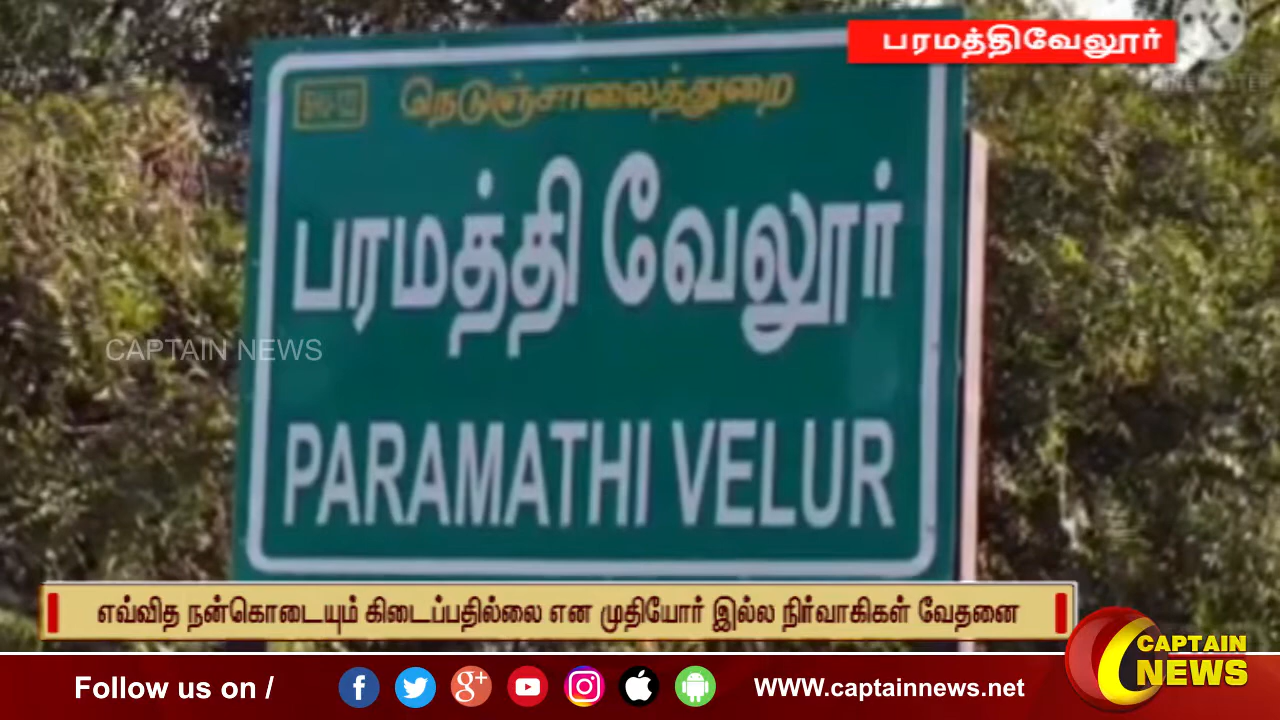 பரமத்திவேலூர்
நெடுஞ்சாலைத்துறை
பரமத்தி வேலூர்
CAPTAIN NEWS
PARAMATHI VELUR
எவ்வித நன்கொடையும் கிடைப்பதில்லை என முதியோர் இல்ல நிர்வாகிகள் வேதனை
CAPTAIN
NEWS
Follow us on / WWW.captainnews.net